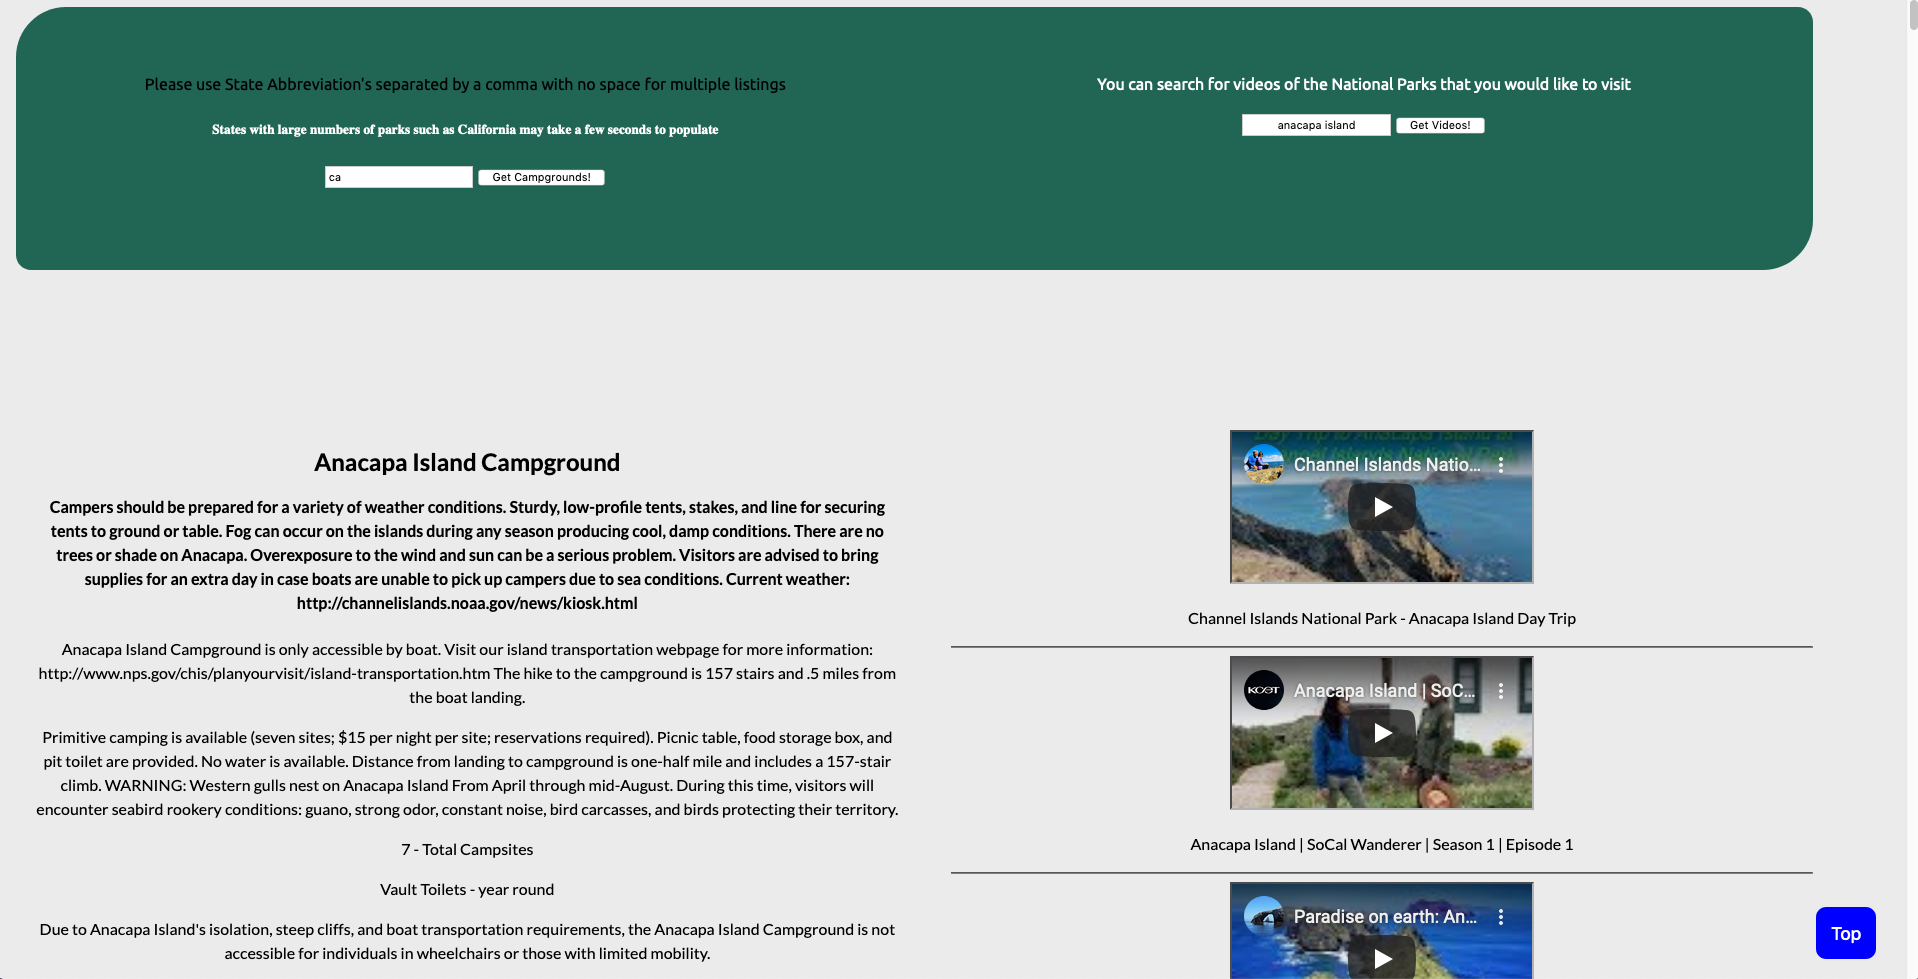 Please use State Abbreviation's separated by a comma with no space for multiple listings
States with large numbers of parks such as California may take a few seconds to populate
ca
Get Campgrounds!
You can search for videos of the National Parks that you would like to visit
anacapa island
Get Videos!
Anacapa Island Campground
Campers should be prepared for a variety of weather conditions. Sturdy, low-profile tents, stakes, and line for securing
tents to ground or table. Fog can occur on the islands during any season producing cool, damp conditions. There are no
trees or shade on Anacapa. Overexposure to the wind and sun can be a serious problem. Visitors are advised to bring
supplies for an extra day in case boats are unable to pick up campers due to sea conditions. Current weather:
http://channelislands.noaa.gov/news/kiosk.html
Anacapa Island Campground is only accessible by boat. Visit our island transportation webpage for more information:
http://www.nps.gov/chis/planyourvisit/island-transportation.htm The hike to the campground is 157 stairs and .5 miles from
the boat landing.
Primitive camping is available (seven sites; $15 per night per site; reservations required). Picnic table, food storage box, and
pit toilet are provided. No water is available. Distance from landing to campground is one-half mile and includes a 157-stair
climb. WARNING: Western gulls nest on Anacapa Island From April through mid-August. During this time, visitors will
encounter seabird rookery conditions: guano, strong odor, constant noise, bird carcasses, and birds protecting their territory.
7 - Total Campsites
Vault Toilets - year round
Due to Anacapa Island's isolation, steep cliffs, and boat transportation requirements, the Anacapa Island Campground is not
accessible for individuals in wheelchairs or those with limited mobility.
Day Trip to Anacapa Island at
Channel Islands Natio...
Channel Islands National Park - Anacapa Island Day Trip
KCET
Anacapa Island | SoC...
Anacapa Island | SoCal Wanderer | Season 1 | Episode 1
Paradise on earth: An...
Top